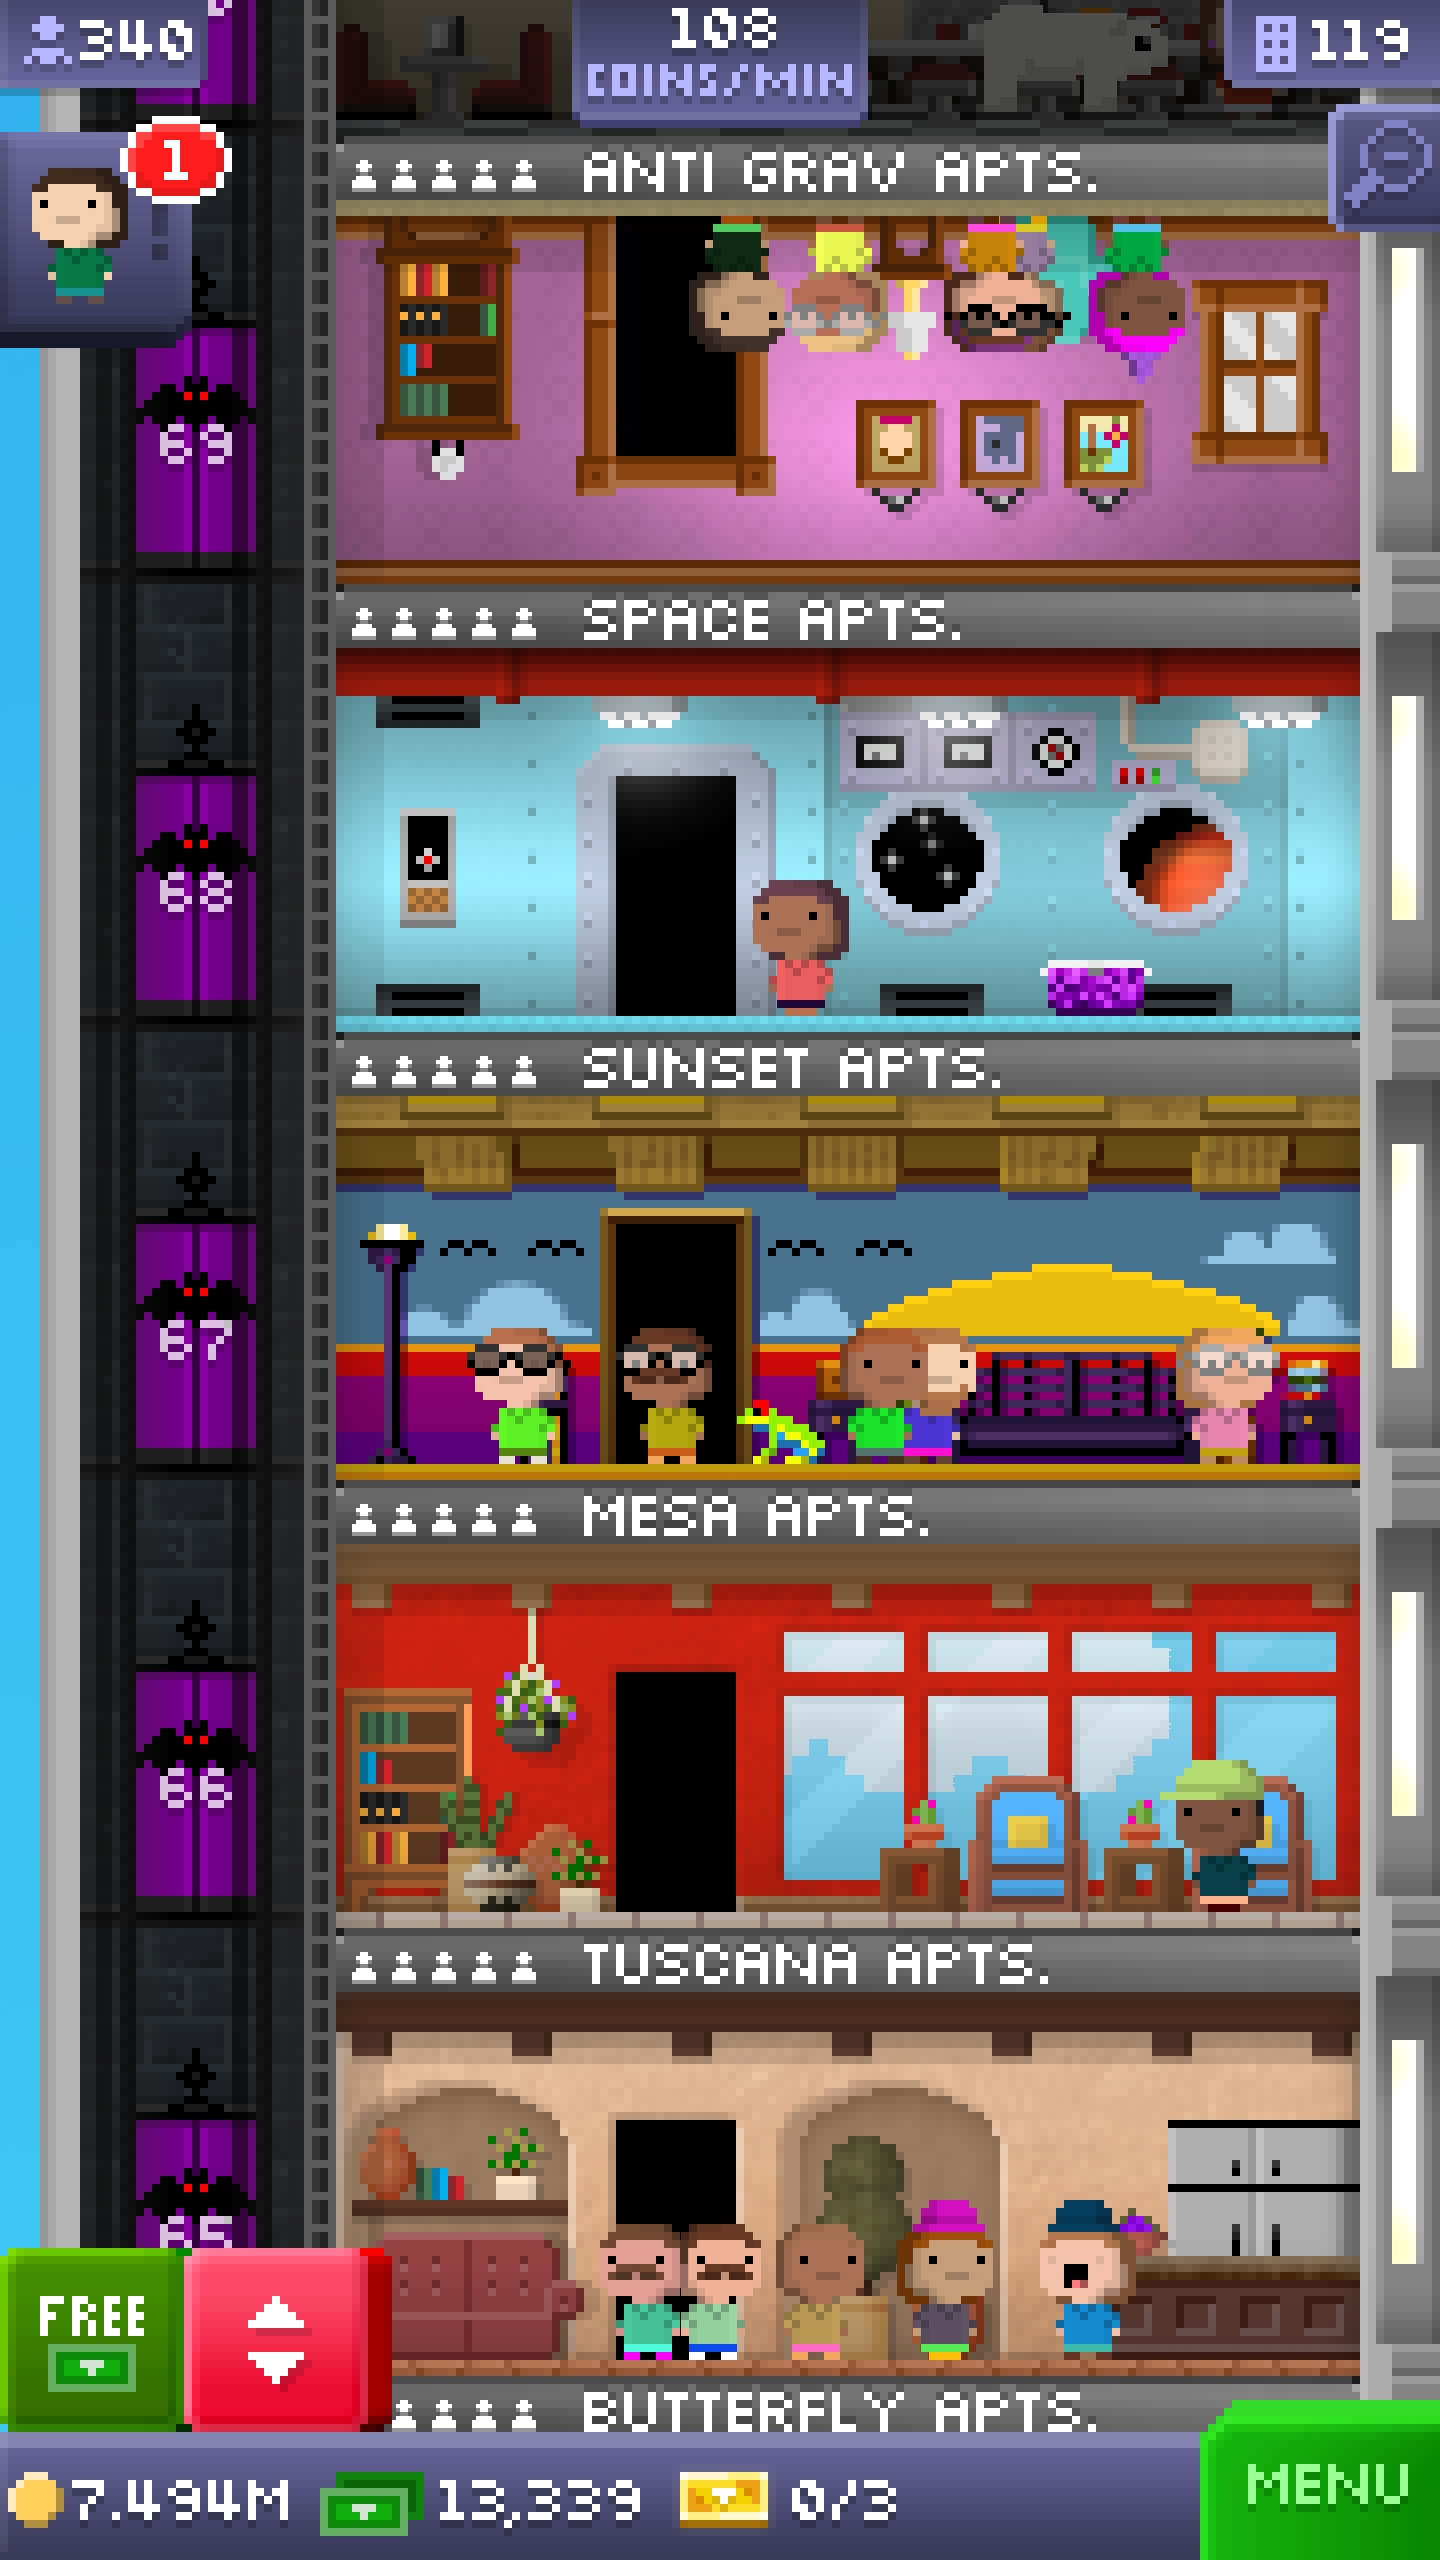 340
108
COINS/MIN
119
1
ANTI GRAV APTS.
69
SPACE APTS.
68
SUNSET APTS.
67
MESA APTS.
66
TUSCANA APTS.
65
FREE
BUTTERFLY APTS.
7.494M
13,339
0/3
MENU